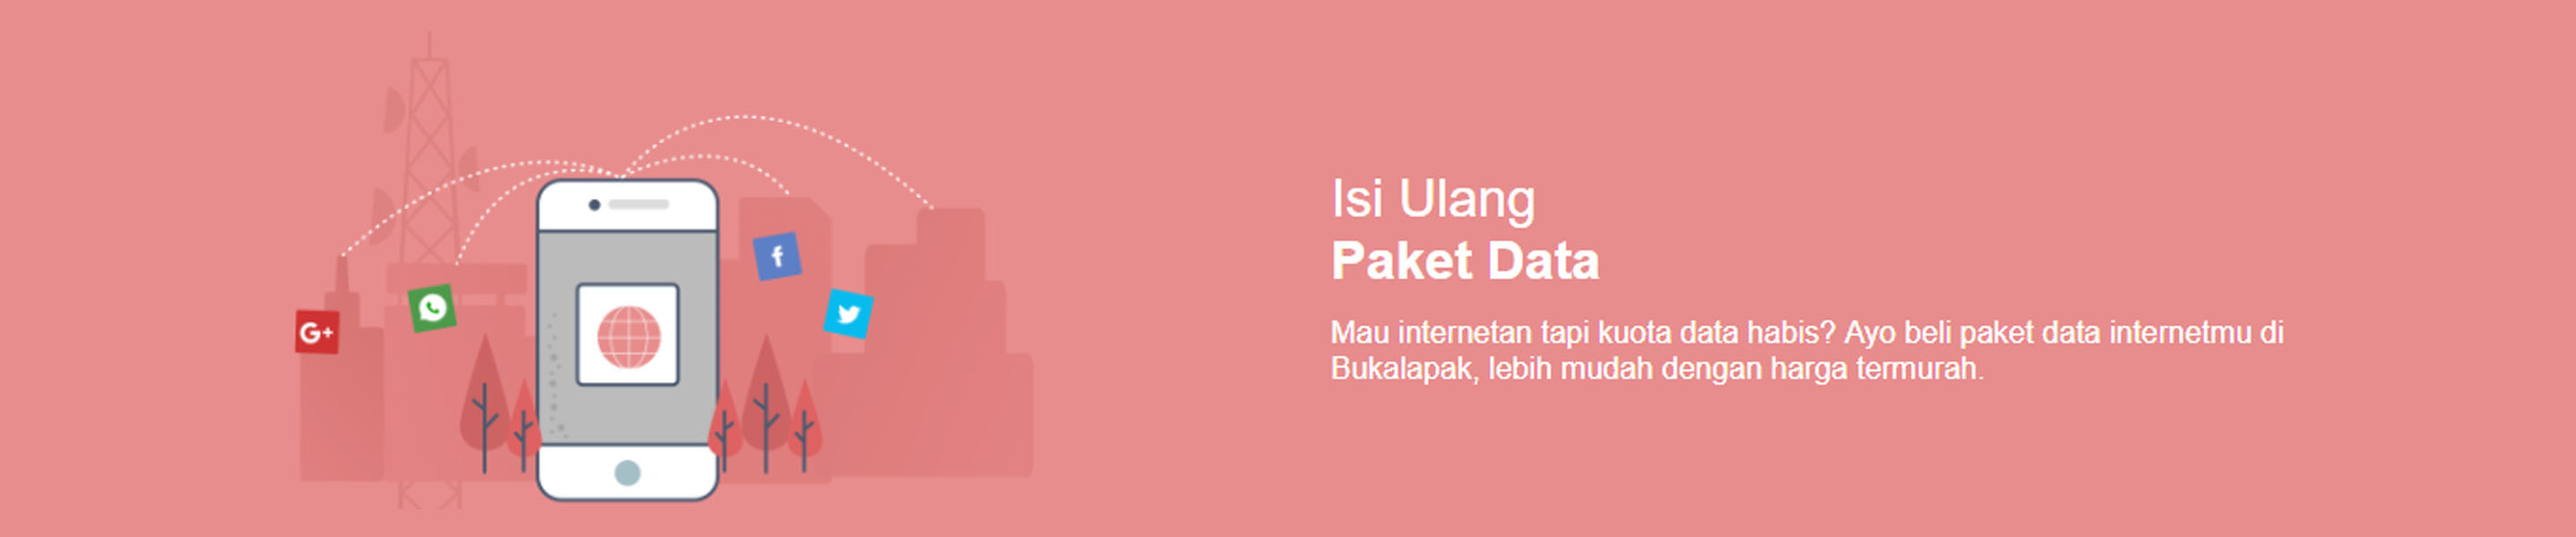 Isi Ulang
Paket Data
Mau internetan tapi kuota data habis? Ayo beli paket data internetmu di
Bukalapak, lebih mudah dengan harga termurah.
G+
f